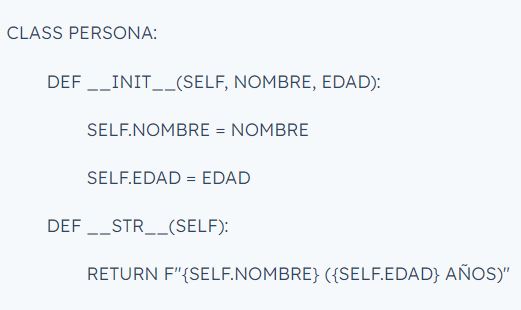 CLASS PERSONA:
DEF __INIT__(SELF, NOMBRE, EDAD):
SELF.NOMBRE = NOMBRE
SELF.EDAD = EDAD
DEF __STR__(SELF):
RETURN F"{SELF.NOMBRE} ({SELF.EDAD} AÑOS)"